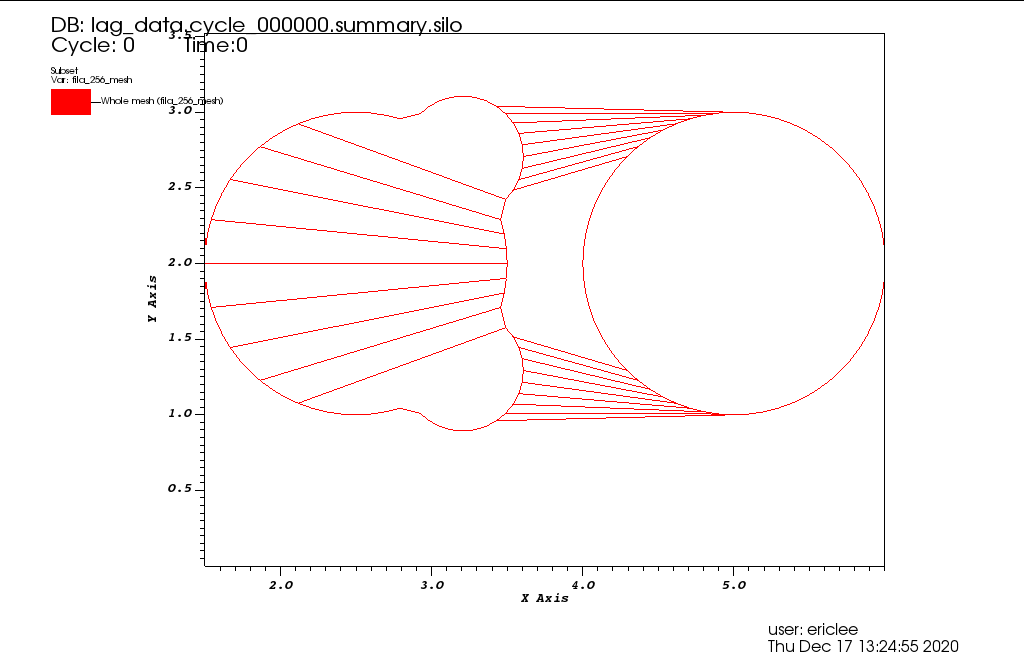 DB: lag_data.cycle_000000.summary.silo
Cycle: 0 Time:0
Subset
Var: fila_256_mesh
Whole mesh (fila_256_mesh)
3.5
3.0
2.5
2.0
1.5
1.0
0.5
Y Axis
2.0 3.0 4.0 5.0
X Axis
user: ericlee
Thu Dec 17 13:24:55 2020